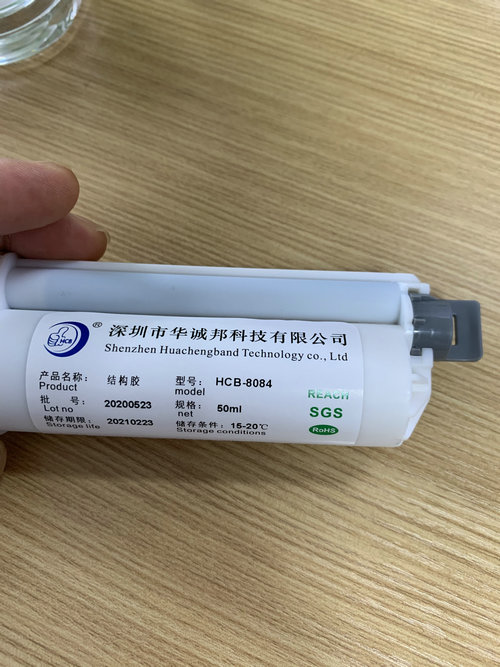 HCB ® 深圳市华诚邦科技有限公司
Shenzhen Huachengband Technology co., Ltd
产品名称： 结构胶 型号： HCB-8084
Product model
REACH
批 号： 20200523 规格： 50ml
Lot no net
SGS
储存期限： 20210223 储存条件： 15-20℃
Storage life Storage conditions
RoHS